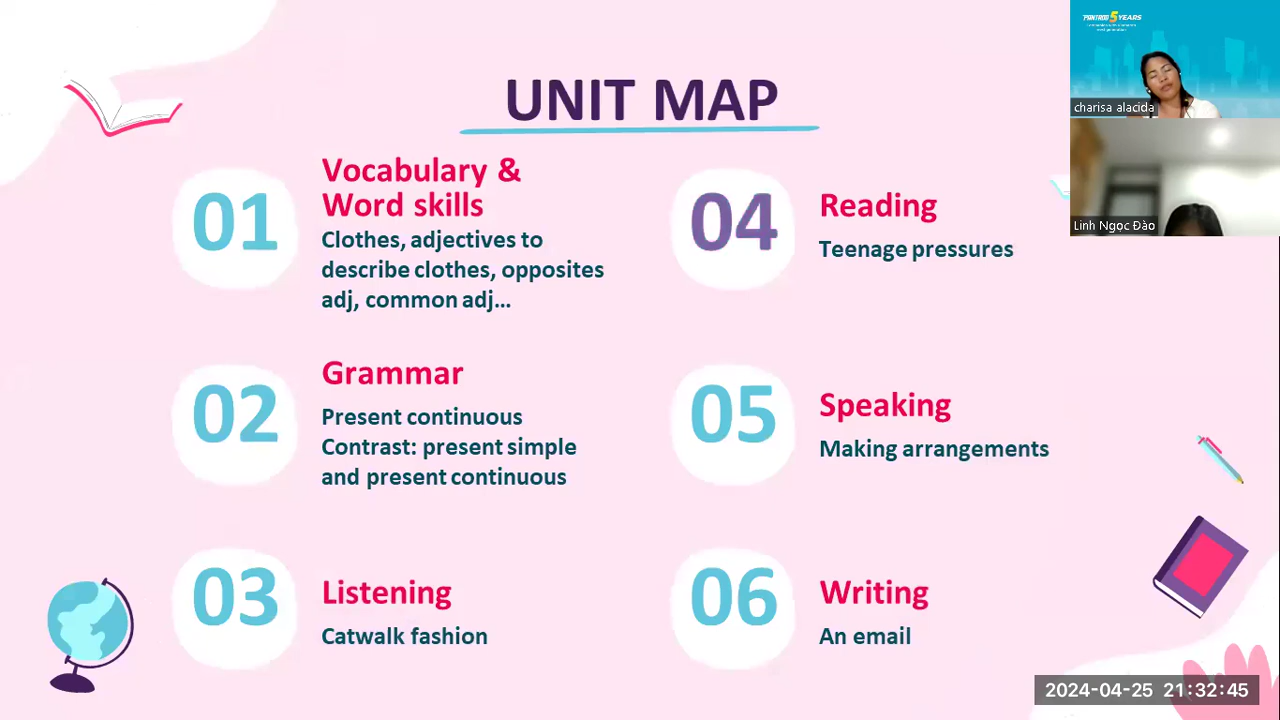 UNIT MAP
01
Vocabulary &
Word skills
Clothes, adjectives to
describe clothes, opposites
adj, common adj...
02
Grammar
Present continuous
Contrast: present simple
and present continuous
03
Listening
Catwalk fashion
04
Reading
Teenage pressures
05
Speaking
Making arrangements
06
Writing
An email
5 YEARS
charisa alacida
Linh Ngọc Đào
2024-04-25 21:32:45